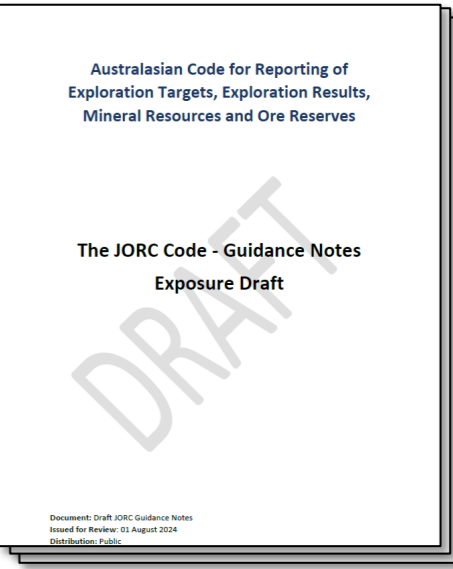 Australasian Code for Reporting of
Exploration Targets, Exploration Results,
Mineral Resources and Ore Reserves
DRAFT
The JORC Code - Guidance Notes
Exposure Draft
Document: Draft JORC Guidance Notes
Issued for Review: 01 August 2024
Distribution: Public